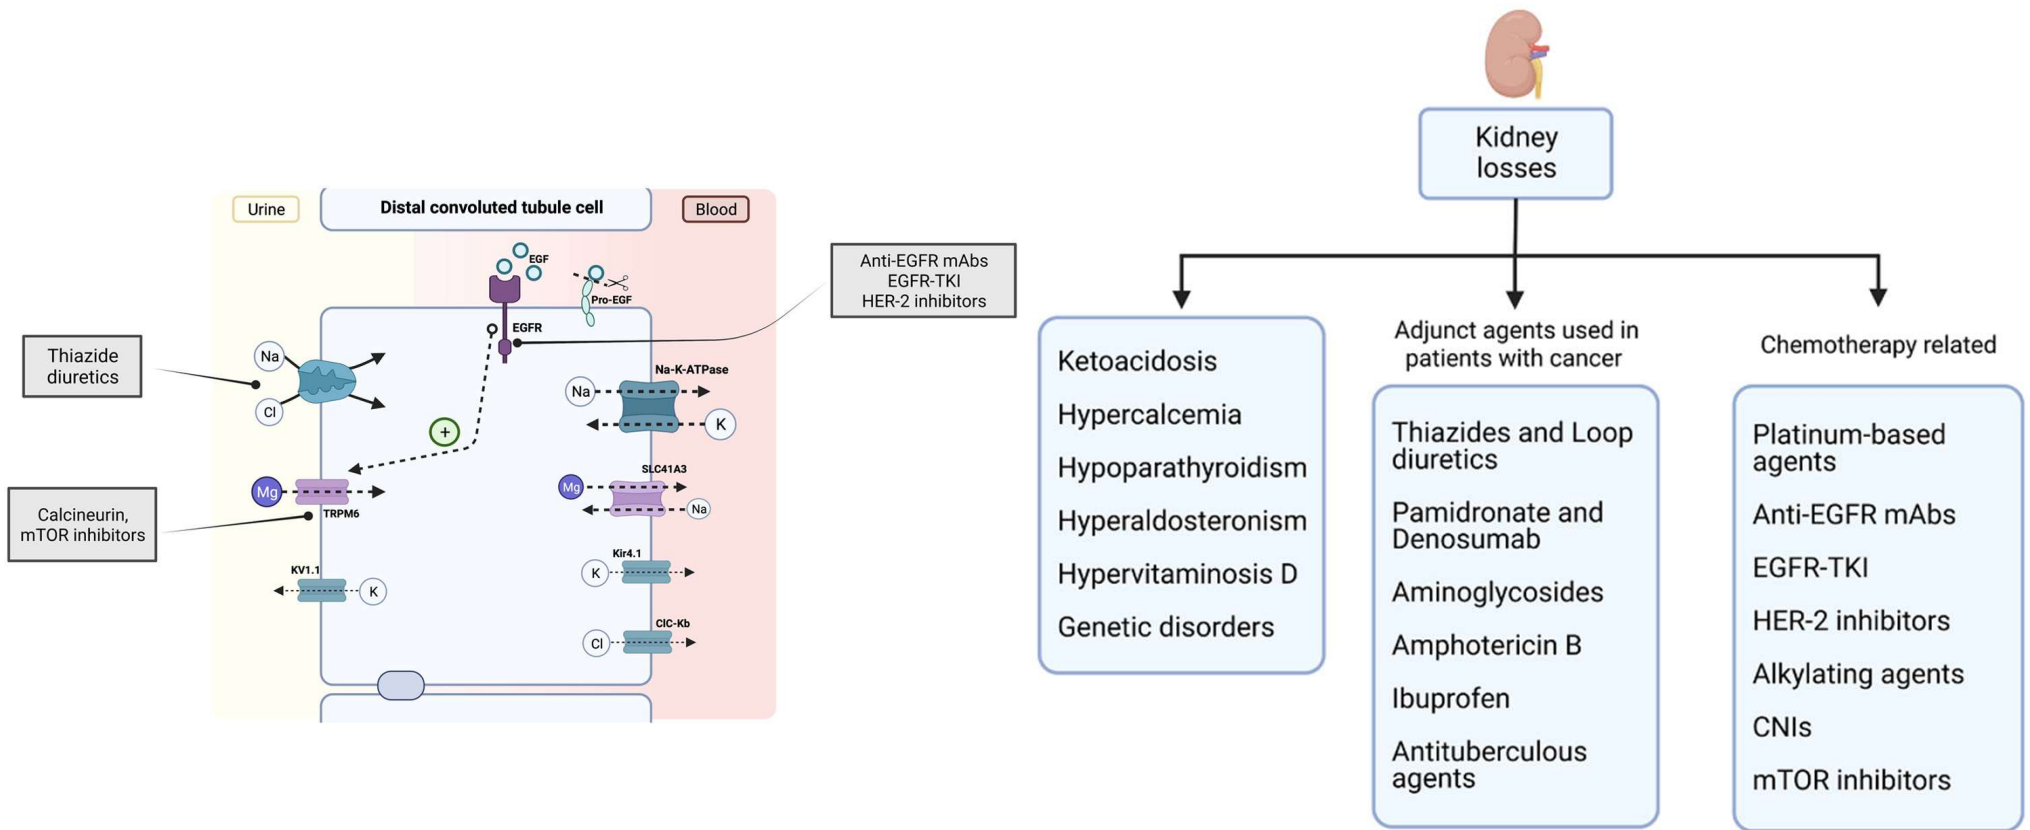 Urine
Distal convoluted tubule cell
Blood
EGF
Pro-EGF
EGFR
Anti-EGFR mAbs
EGFR-TKI
HER-2 inhibitors
Thiazide
diuretics
Na
Cl
+
Na-K-ATPase
Na
K
Mg
TRPM6
Calcineurin,
mTOR inhibitors
SLC41A3
Mg
Na
KV1.1
K
Kir4.1
K
ClC-Kb
Cl
Kidney
losses
Ketoacidosis
Hypercalcemia
Hypoparathyroidism
Hyperaldosteronism
Hypervitaminosis D
Genetic disorders
Adjunct agents used in
patients with cancer
Thiazides and Loop
diuretics
Pamidronate and
Denosumab
Aminoglycosides
Amphotericin B
Ibuprofen
Antituberculous
agents
Chemotherapy related
Platinum-based
agents
Anti-EGFR mAbs
EGFR-TKI
HER-2 inhibitors
Alkylating agents
CNIs
mTOR inhibitors